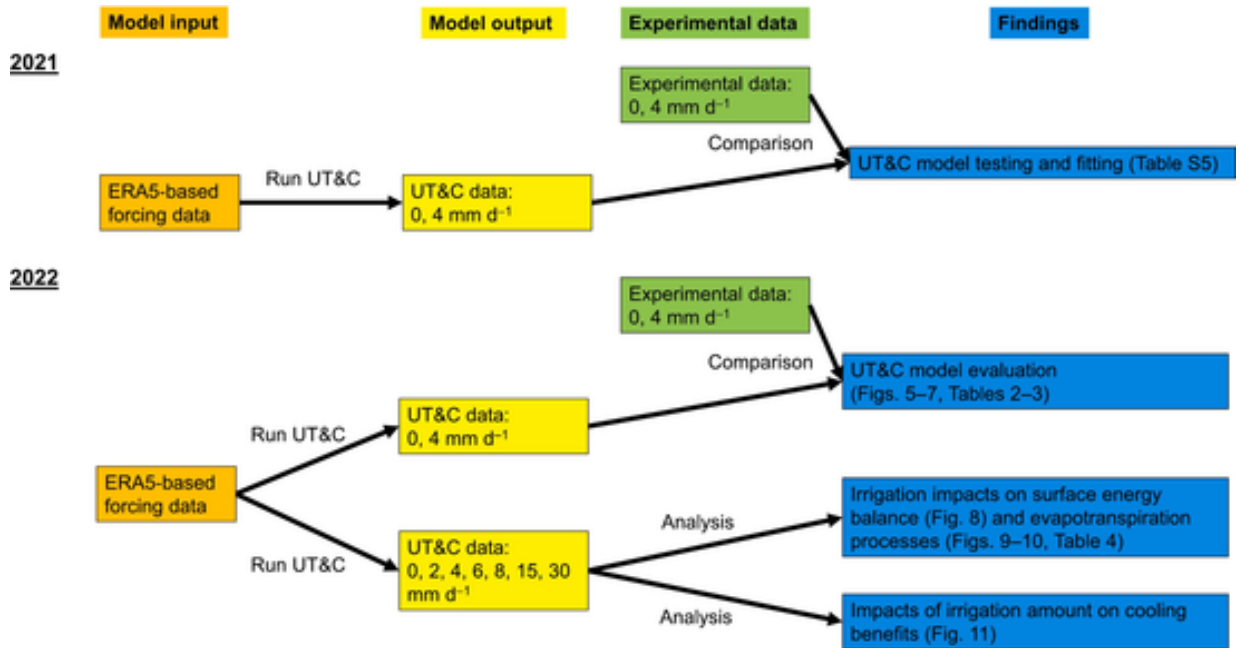 Model input
Model output
Experimental data
Findings
2021
Experimental data:
0, 4 mm d⁻¹
Comparison
UT&C model testing and fitting (Table S5)
Run UT&C
ERA5-based
forcing data
UT&C data:
0, 4 mm d⁻¹
2022
Experimental data:
0, 4 mm d⁻¹
Comparison
UT&C model evaluation
(Figs. 5–7, Tables 2–3)
Run UT&C
UT&C data:
0, 4 mm d⁻¹
ERA5-based
forcing data
Analysis
Irrigation impacts on surface energy
balance (Fig. 8) and evapotranspiration
processes (Figs. 9–10, Table 4)
Run UT&C
UT&C data:
0, 2, 4, 6, 8, 15, 30
mm d⁻¹
Analysis
Impacts of irrigation amount on cooling
benefits (Fig. 11)